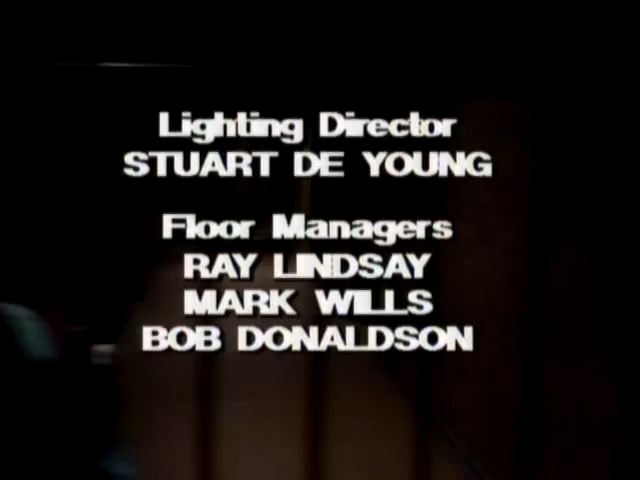 Lighting Director
STUART DE YOUNG
Floor Managers
RAY LINDSAY
MARK WILLS
BOB DONALDSON